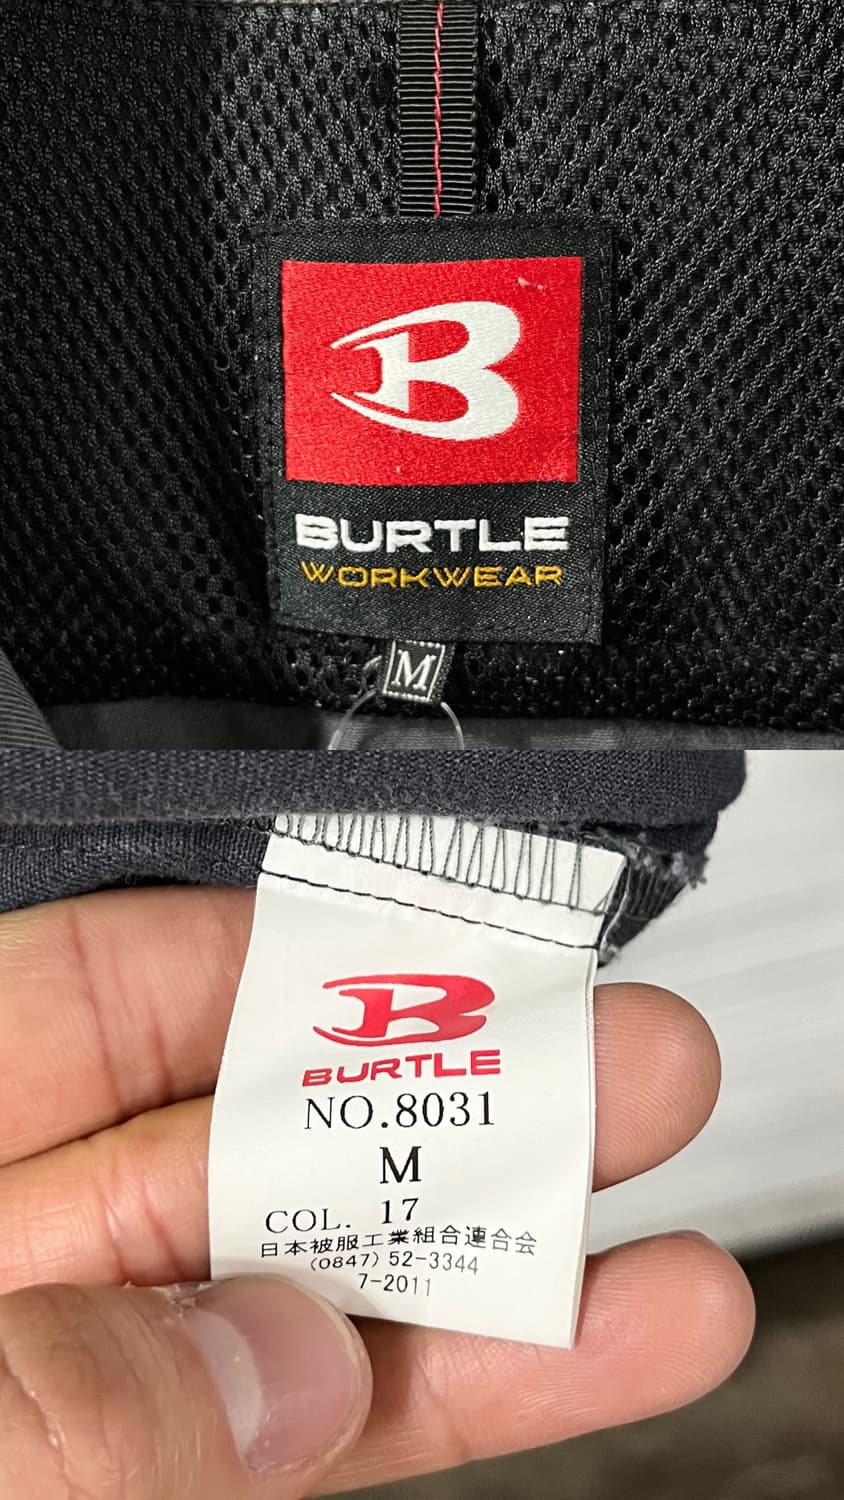 B
BURTLE
WORKWEAR
M
B
BURTLE
NO.8031
M
COL. 17
日本被服工業組合連合会
(0847) 52-3344
7-2011